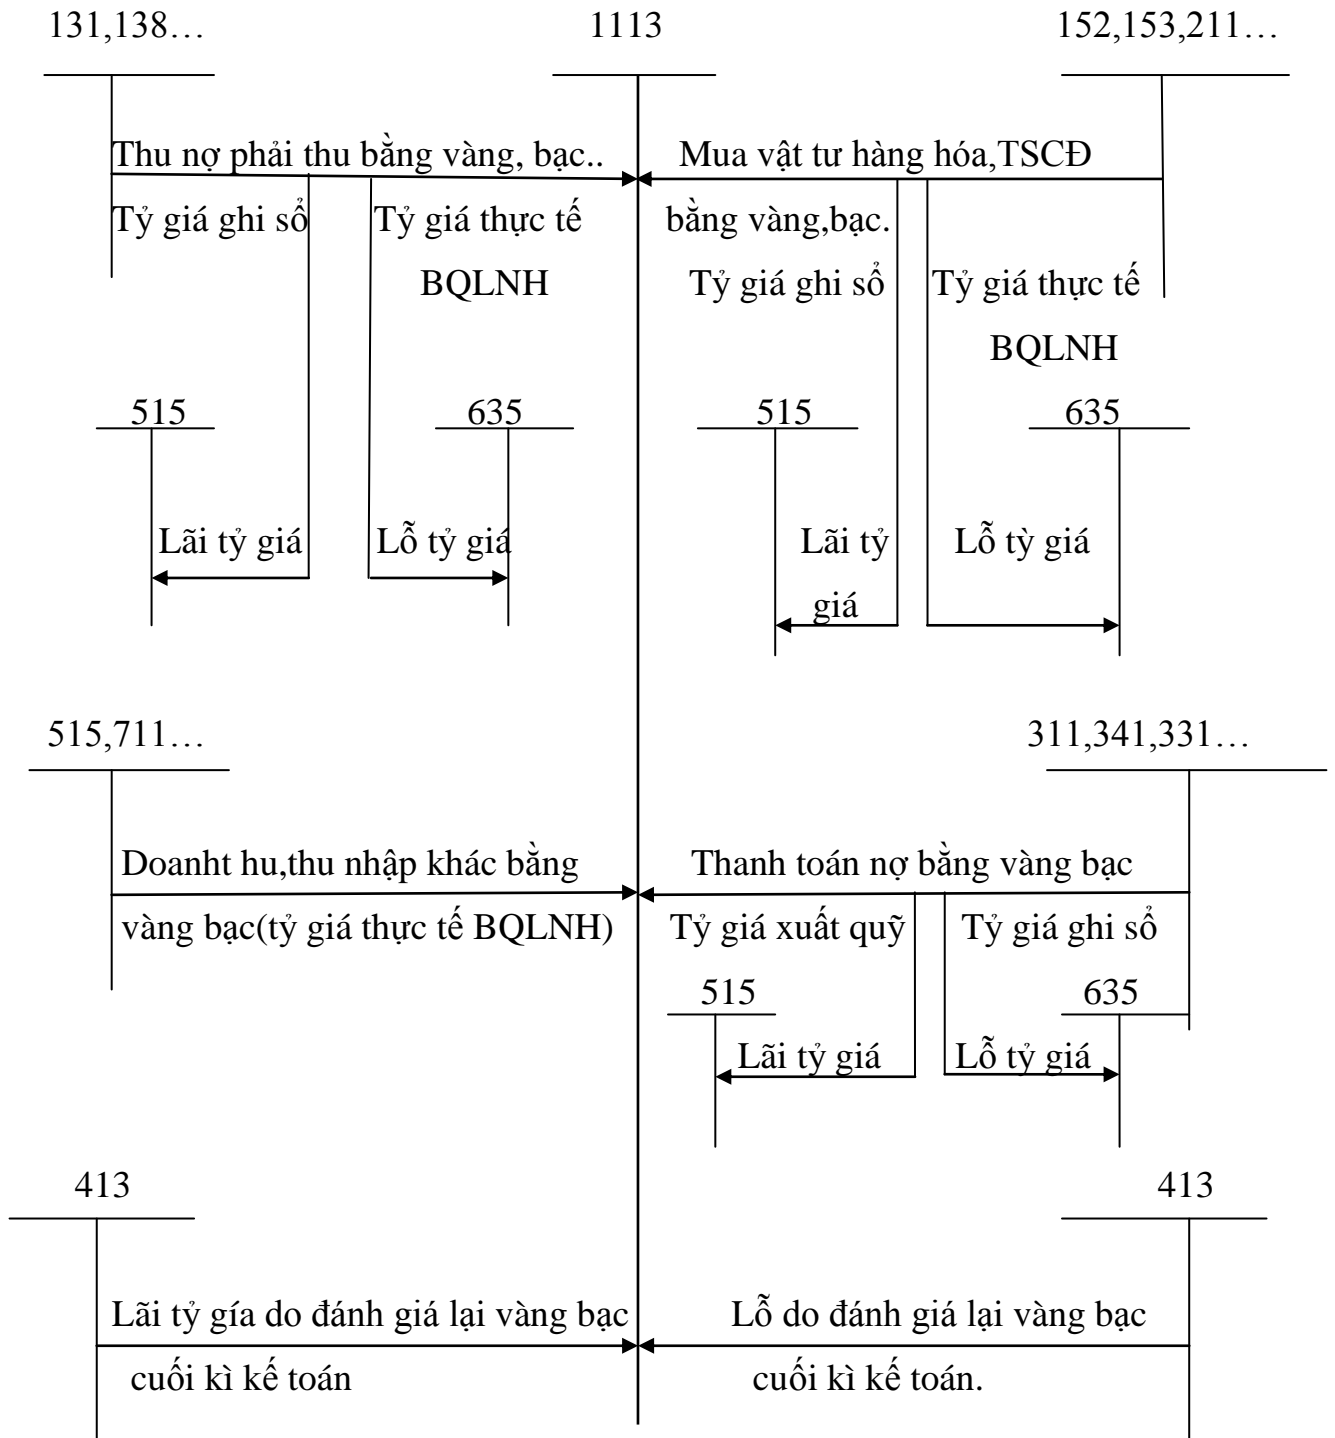 131,138…
1113
152,153,211…
Thu nợ phải thu bằng vàng, bạc..
Mua vật tư hàng hóa,TSCĐ
Tỷ giá ghi sổ
Tỷ giá thực tế
bằng vàng,bạc.
BQLNH
Tỷ giá ghi sổ
Tỷ giá thực tế
BQLNH
515
635
515
635
Lãi tỷ giá
Lỗ tỷ giá
Lãi tỷ
Lỗ tỳ giá
giá
515,711…
311,341,331…
Doanht hu,thu nhập khác bằng
Thanh toán nợ bằng vàng bạc
vàng bạc(tỷ giá thực tế BQLNH)
Tỷ giá xuất quỹ
Tỷ giá ghi sổ
515
635
Lãi tỷ giá
Lỗ tỷ giá
413
413
Lãi tỷ gía do đánh giá lại vàng bạc
Lỗ do đánh giá lại vàng bạc
cuối kì kế toán
cuối kì kế toán.